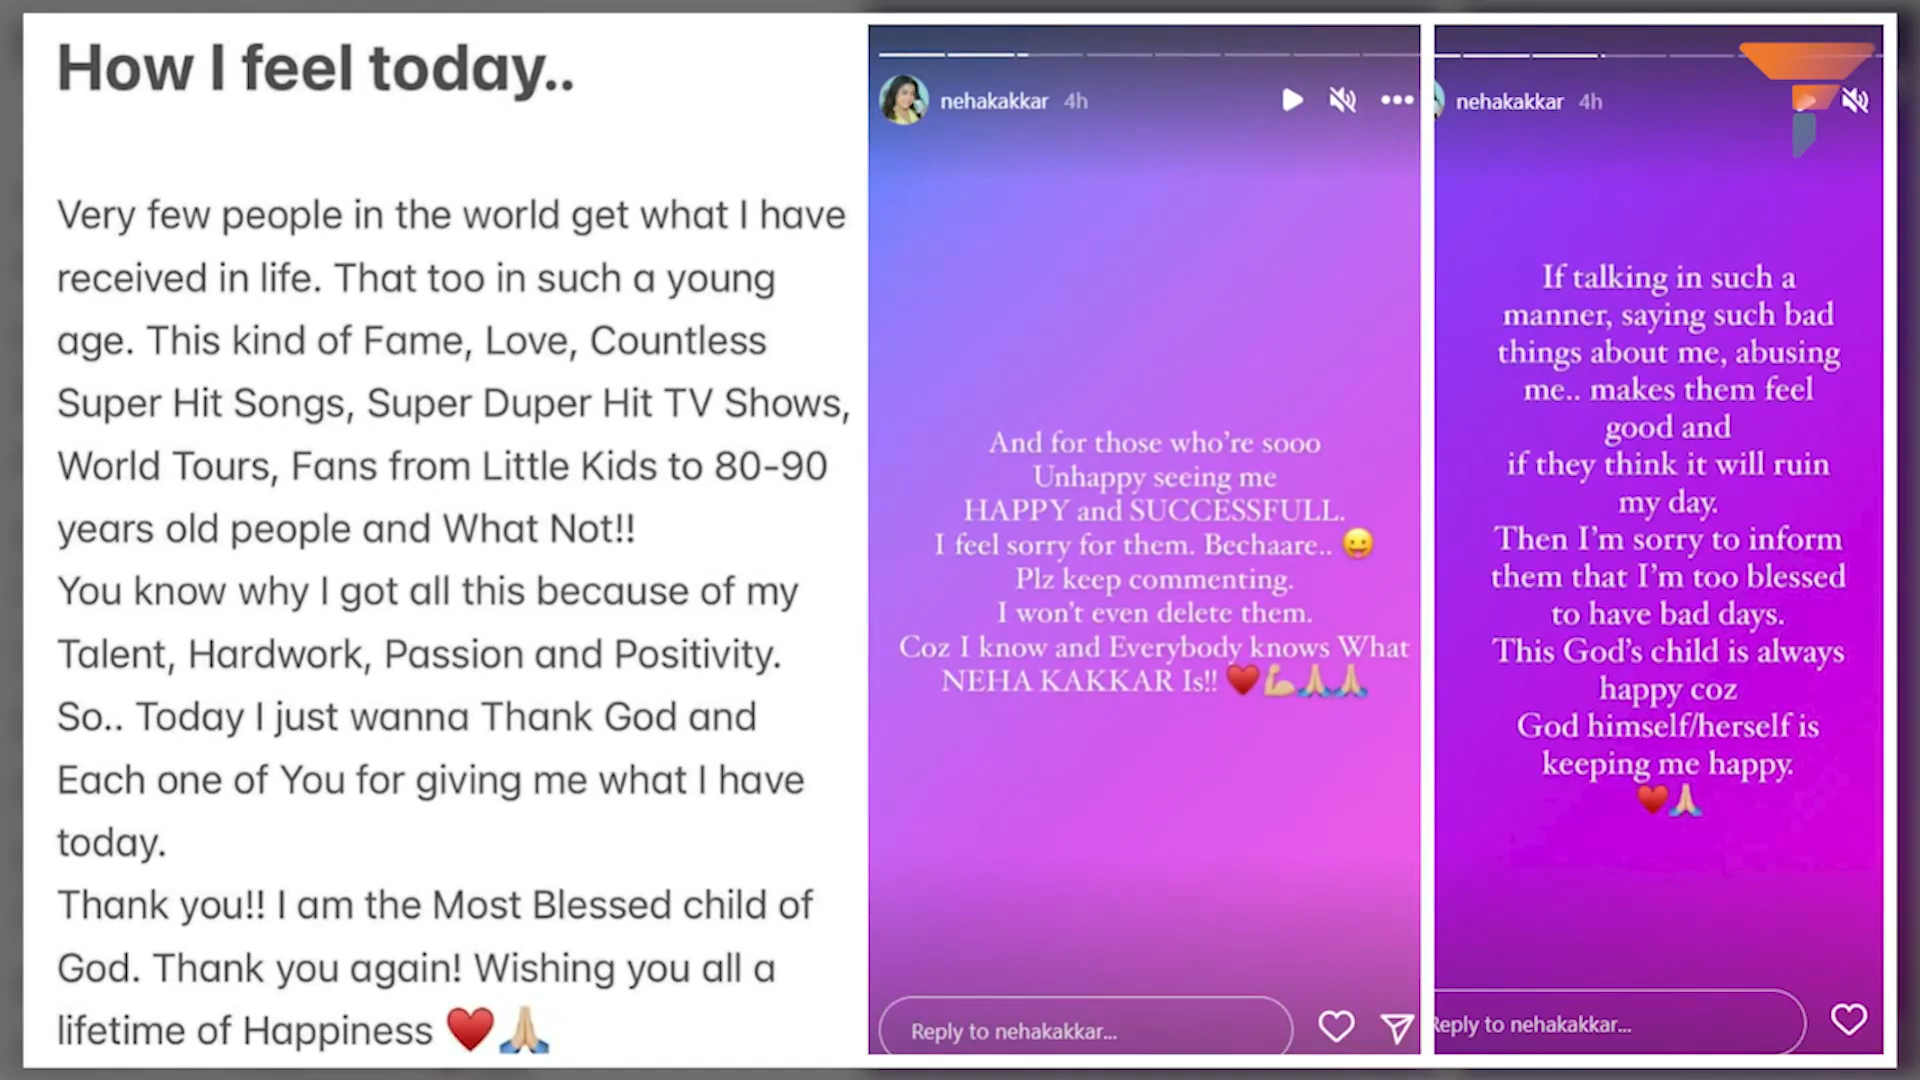 How I feel today..
Very few people in the world get what I have
received in life. That too in such a young
age. This kind of Fame, Love, Countless
Super Hit Songs, Super Duper Hit TV Shows,
World Tours, Fans from Little Kids to 80-90
years old people and What Not!!
You know why I got all this because of my
Talent, Hardwork, Passion and Positivity.
So.. Today I just wanna Thank God and
Each one of You for giving me what I have
today.
Thank you!! I am the Most Blessed child of
God. Thank you again! Wishing you all a
lifetime of Happiness ❤️🙏🏼
nehakakkar 4h
And for those who're sooo
Unhappy seeing me
HAPPY and SUCCESSFULL.
I feel sorry for them. Bechaare.. 😛
Plz keep commenting.
I won't even delete them.
Coz I know and Everybody knows What
NEHA KAKKAR Is!! ❤️💪🏼🙏🏼🙏🏼
Reply to nehakakkar...
nehakakkar 4h
If talking in such a
manner, saying such bad
things about me, abusing
me.. makes them feel
good and
if they think it will ruin
my day.
Then I'm sorry to inform
them that I'm too blessed
to have bad days.
This God's child is always
happy coz
God himself/herself is
keeping me happy.
❤️🙏🏼
Reply to nehakakkar...